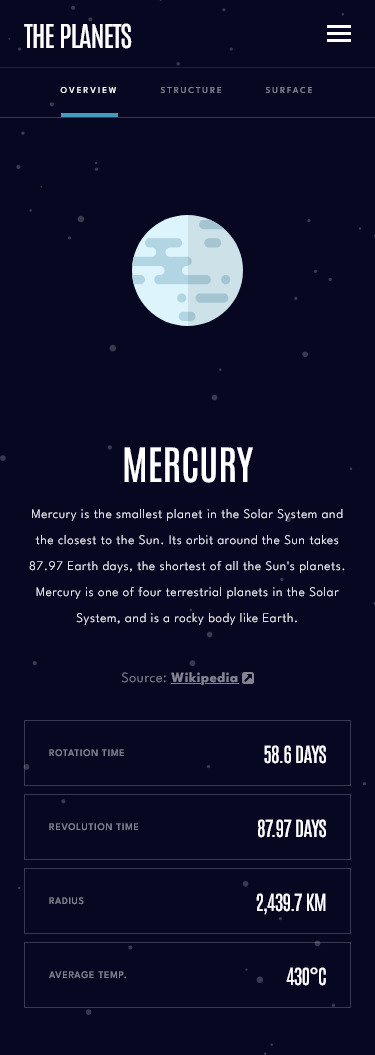 THE PLANETS
OVERVIEW STRUCTURE SURFACE
MERCURY
Mercury is the smallest planet in the Solar System and
the closest to the Sun. Its orbit around the Sun takes
87.97 Earth days, the shortest of all the Sun's planets.
Mercury is one of four terrestrial planets in the Solar
System, and is a rocky body like Earth.
Source: Wikipedia
ROTATION TIME 58.6 DAYS
REVOLUTION TIME 87.97 DAYS
RADIUS 2,439.7 KM
AVERAGE TEMP. 430°C